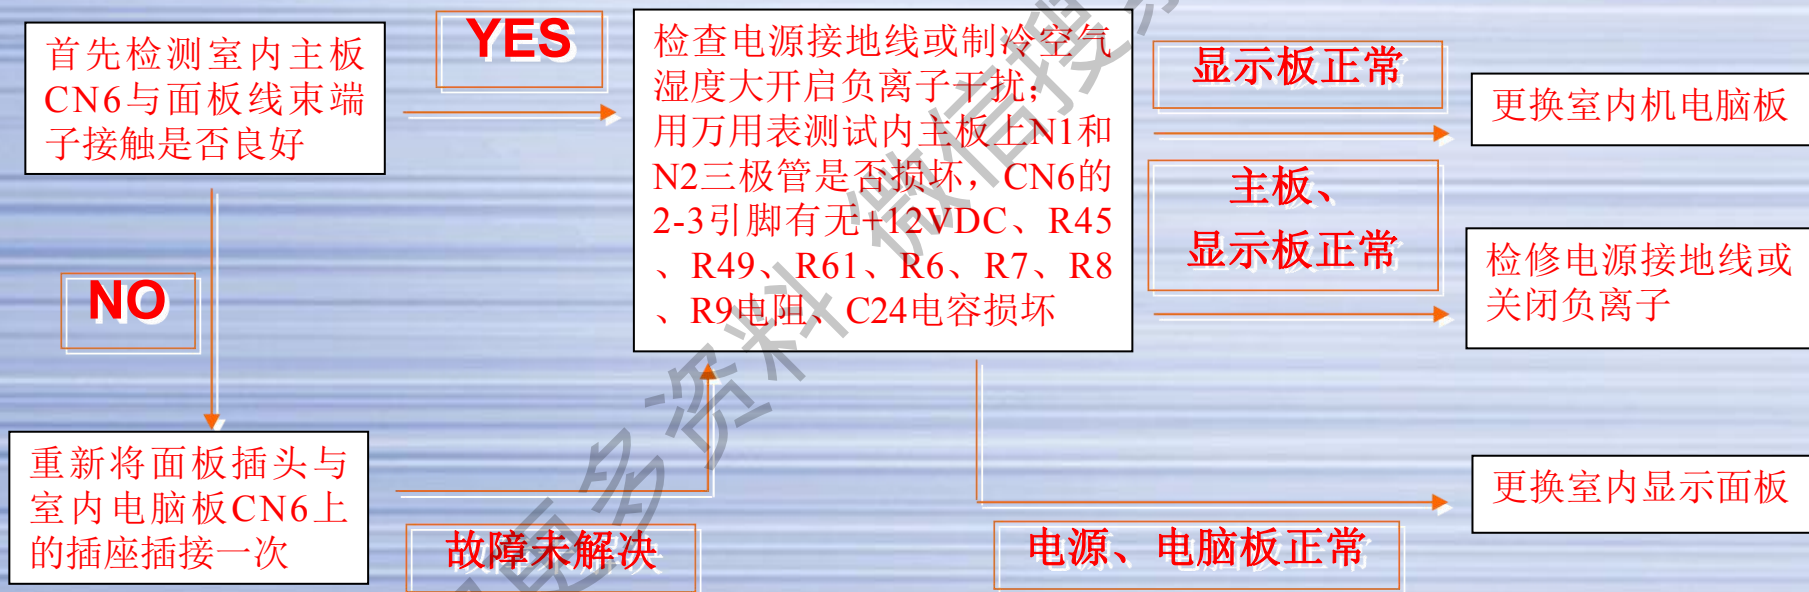 首先检测室内主板
CN6与面板线束端
子接触是否良好
YES
检查电源接地线或制冷空气
湿度大开启负离子干扰；
用万用表测试内主板上N1和
N2三极管是否损坏，CN6的
2-3引脚有无+12VDC、R45
、R49、R61、R6、R7、R8
、R9电阻、C24电容损坏
显示板正常
更换室内机电脑板
主板、
显示板正常
检修电源接地线或
关闭负离子
NO
重新将面板插头与
室内电脑板CN6上
的插座插接一次
故障未解决
电源、电脑板正常
更换室内显示面板
更多资料 微信搜